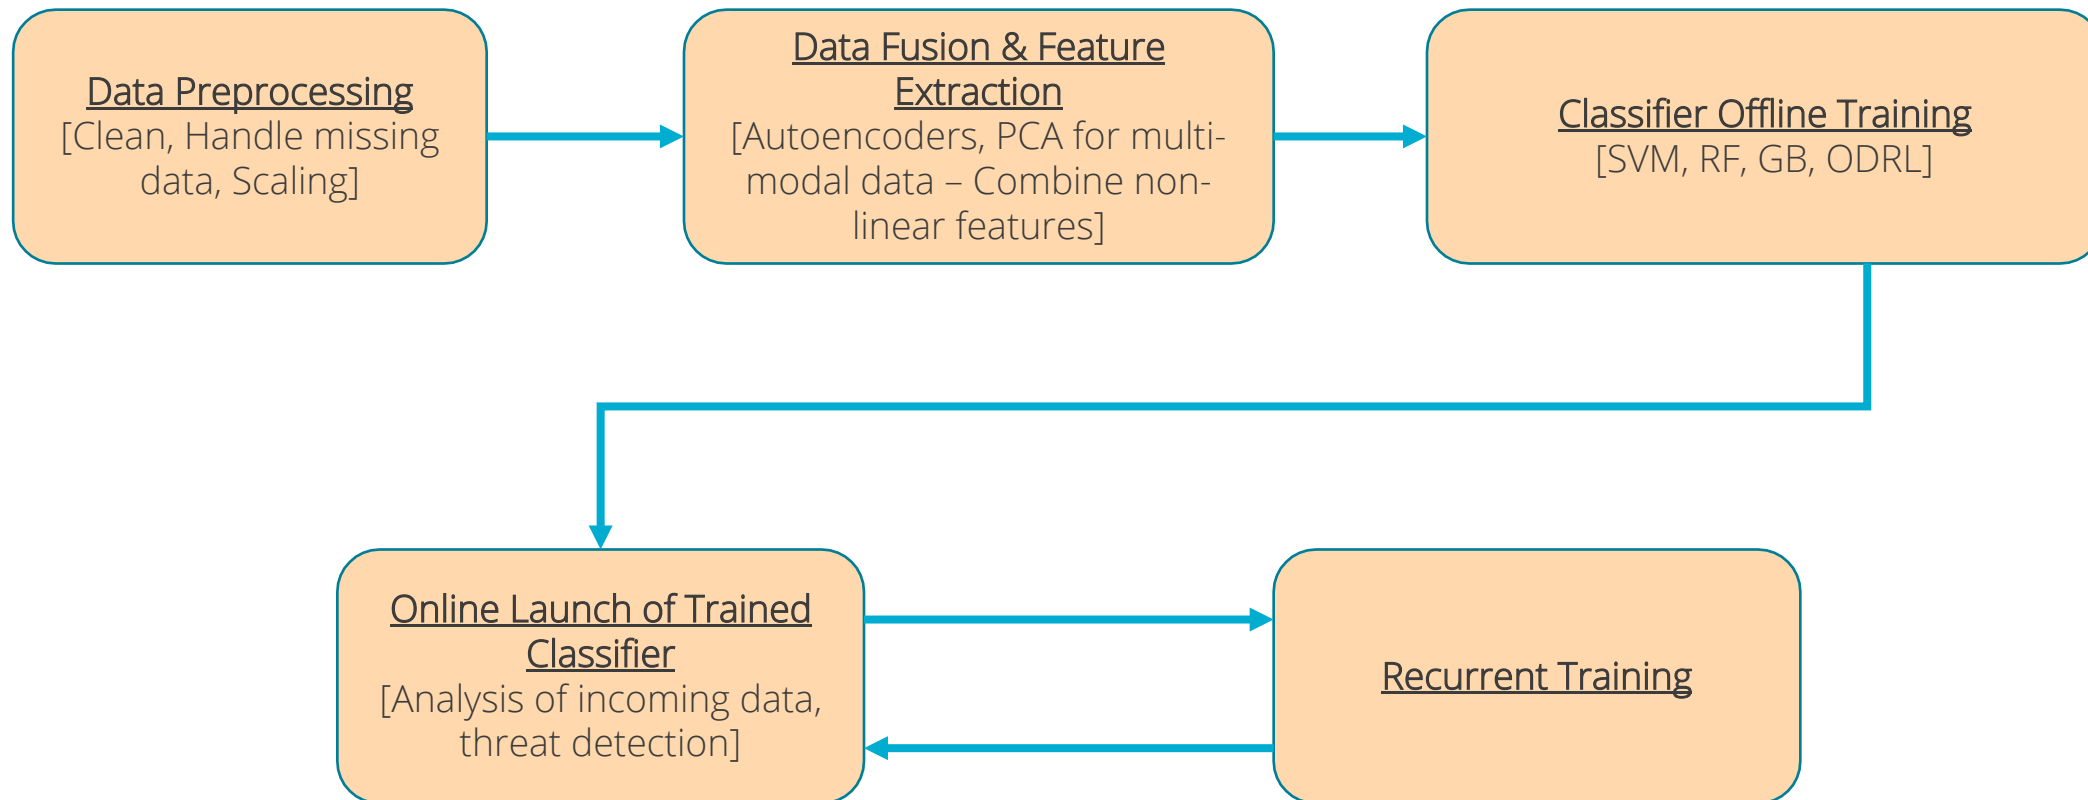 Data Preprocessing
[Clean, Handle missing
data, Scaling]
Data Fusion & Feature
Extraction
[Autoencoders, PCA for multi-
modal data – Combine non-
linear features]
Classifier Offline Training
[SVM, RF, GB, ODRL]
Online Launch of Trained
Classifier
[Analysis of incoming data,
threat detection]
Recurrent Training